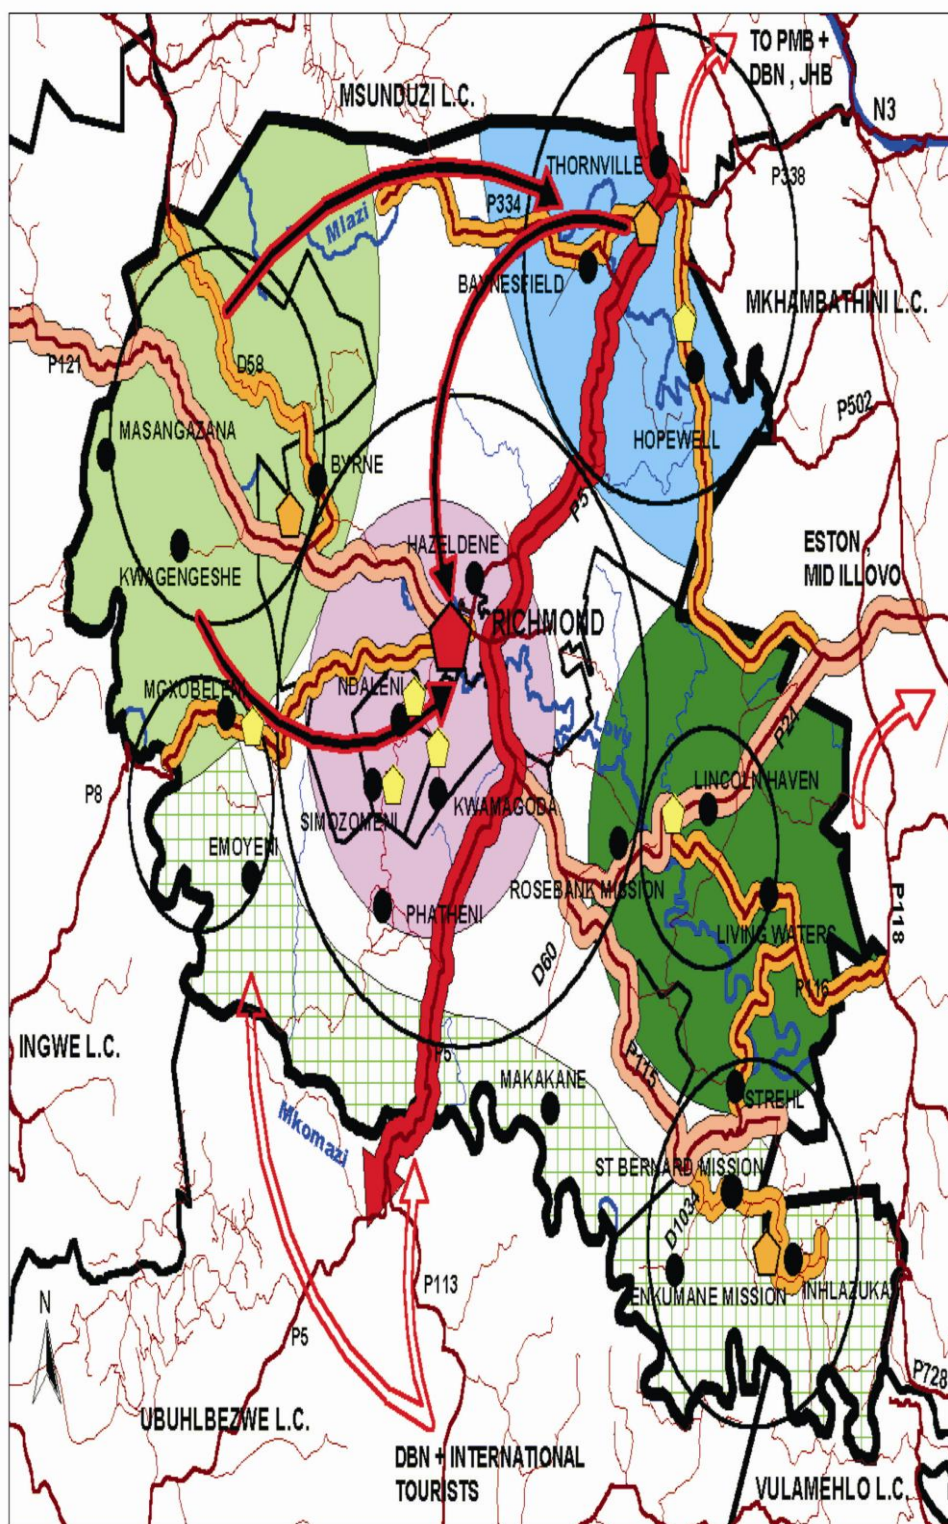 TO PMB +
DBN , JHB
MSUNDUZI L.C.
N3
THORNVILLE
P338
P334
Mlazi
BAYNESFIELD
MKHAMBATHINI L.C.
P121
D58
P502
MASANGAZANA
HOPEWELL
BYRNE
P5
HAZELDENE
ESTON ,
MID ILLOVO
KWAGENGESHE
RICHMOND
NDALENI
MGXOBELENI
Lovu
P24
P8
LINCOLN HAVEN
SIMOZOMENI
KWAMAGODA
EMOYENI
ROSEBANK MISSION
PHATHENI
P118
LIVING WATERS
D60
P116
INGWE L.C.
P5
P115
MAKAKANE
STREHL
Mkomazi
ST BERNARD MISSION
D1034
P113
ENKUMANE MISSION
INHLAZUKA
N
P5
P728
UBUHLBEZWE L.C.
DBN + INTERNATIONAL
TOURISTS
VULAMEHLO L.C.